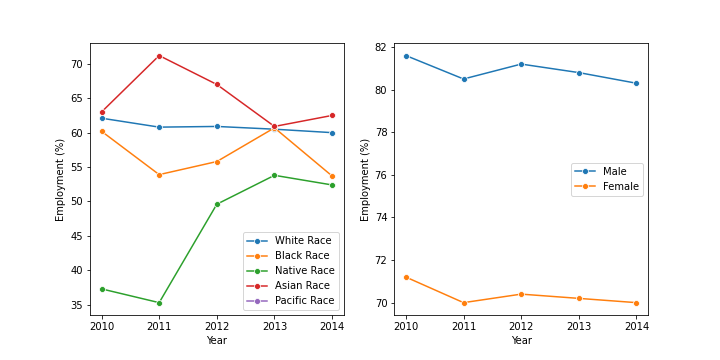 Employment (%)
70
65
60
55
50
45
40
35
2010
2011
2012
2013
2014
Year
White Race
Black Race
Native Race
Asian Race
Pacific Race
Employment (%)
82
80
78
76
74
72
70
2010
2011
2012
2013
2014
Year
Male
Female